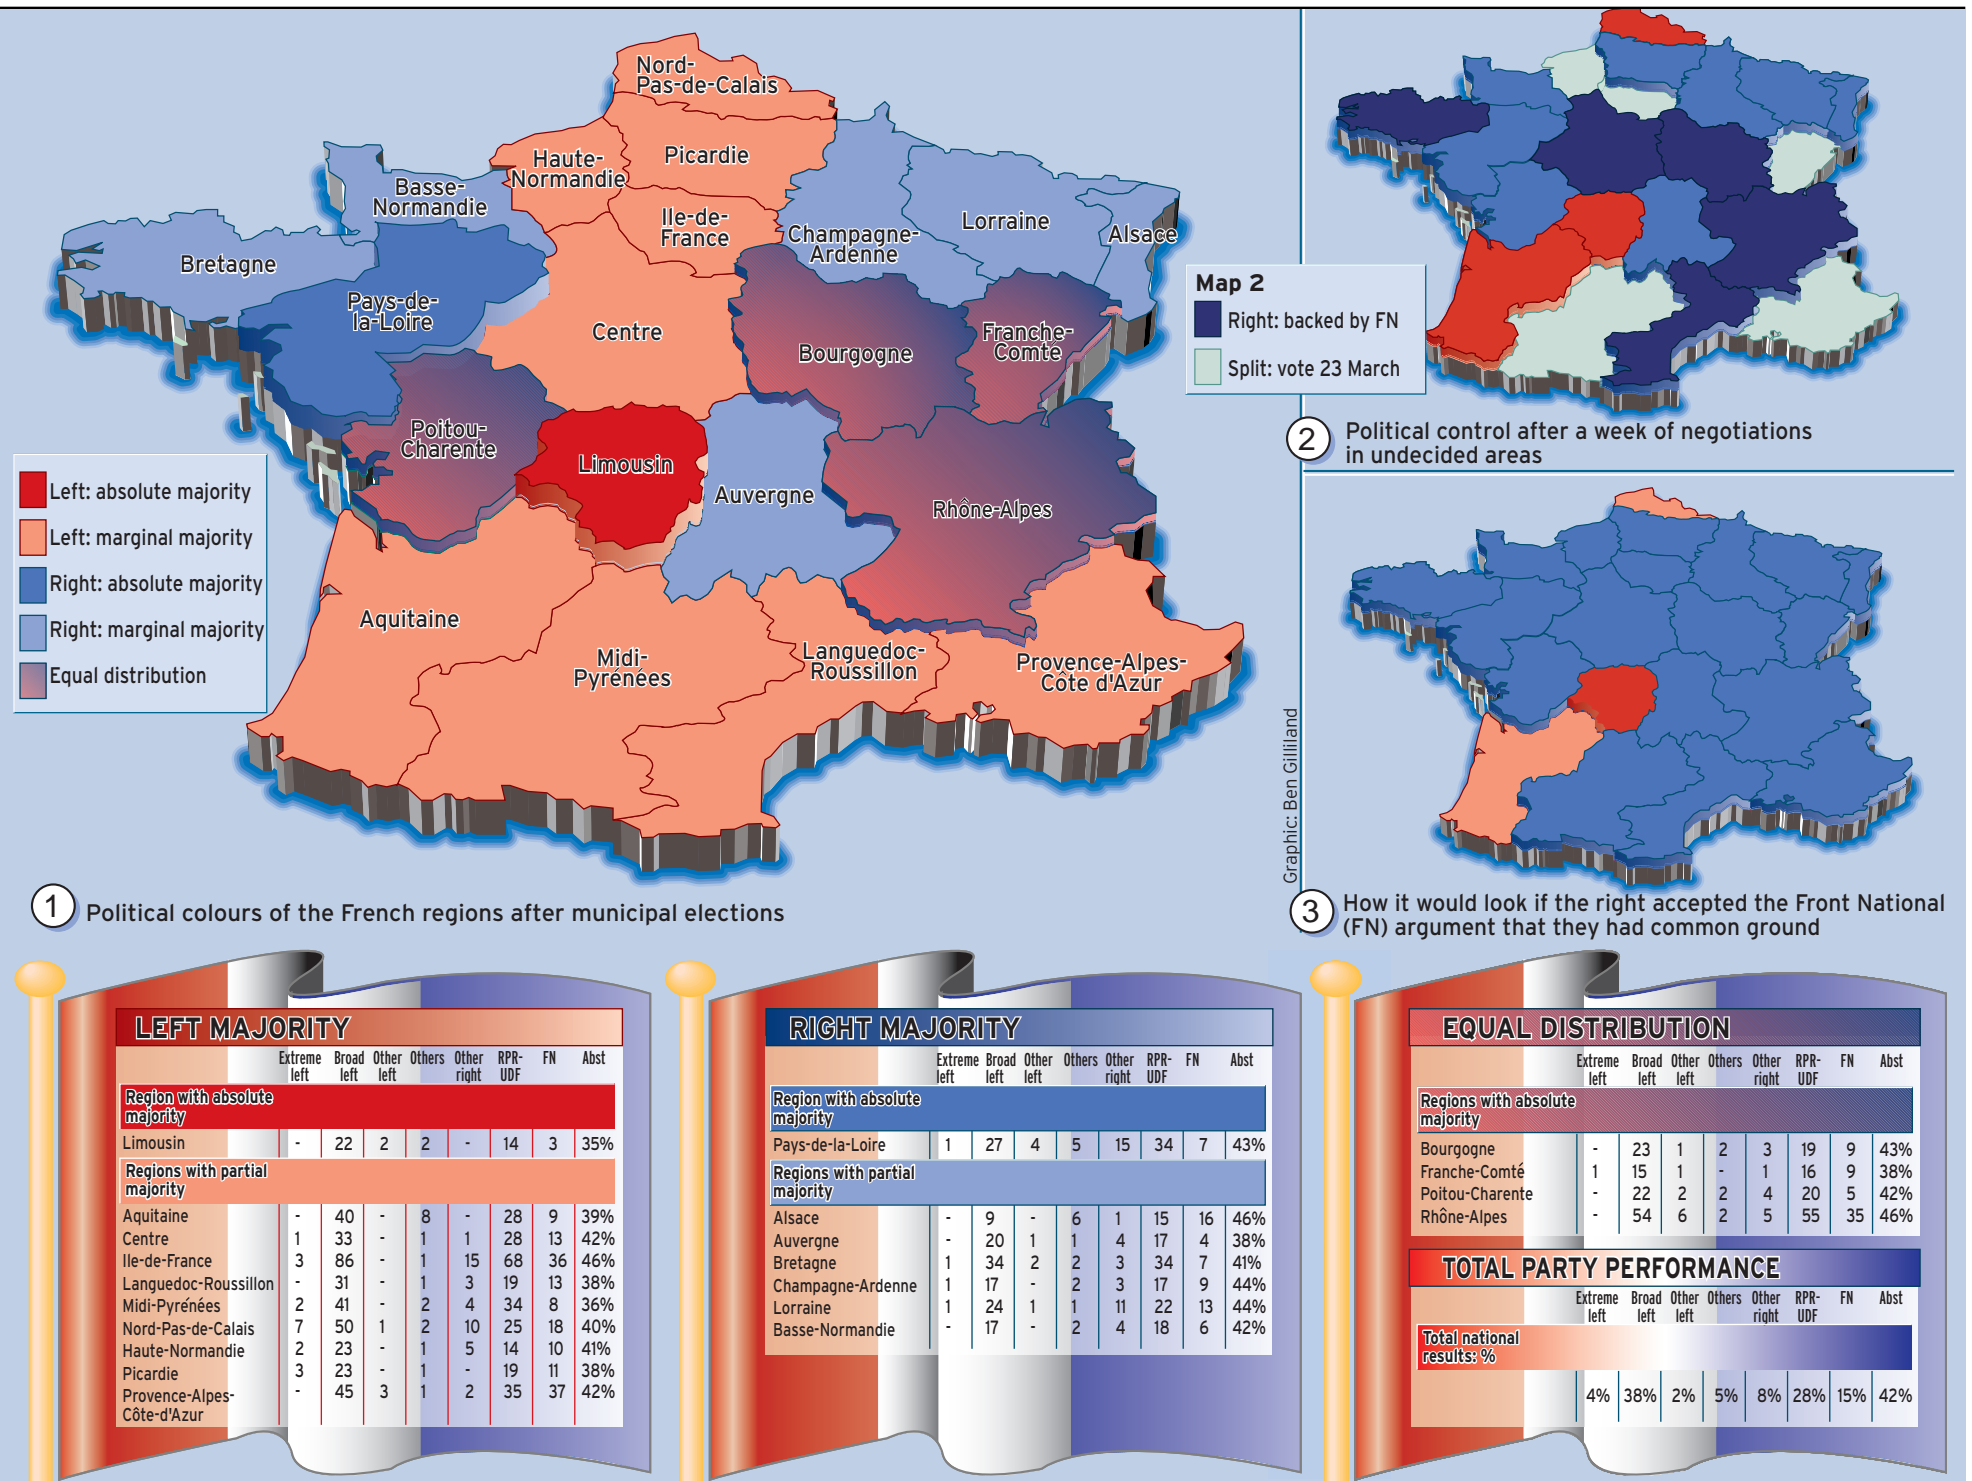 Nord-
Pas-de-Calais
Picardie
Haute-
Normandie
Basse-
Normandie
Ile-de-
France
Champagne-
Ardenne
Lorraine
Alsace
Bretagne
Pays-de-
la-Loire
Centre
Bourgogne
Franche-
Comte
Poitou-
Charente
Limousin
Auvergne
Rhône-Alpes
Aquitaine
Midi-
Pyrénées
Languedoc-
Roussillon
Provence-Alpes-
Côte d'Azur
Left: absolute majority
Left: marginal majority
Right: absolute majority
Right: marginal majority
Equal distribution
1 Political colours of the French regions after municipal elections
Map 2
Right: backed by FN
Split: vote 23 March
2 Political control after a week of negotiations
in undecided areas
Graphic: Ben Gilliland
3 How it would look if the right accepted the Front National
(FN) argument that they had common ground
LEFT MAJORITY
Extreme Broad Other Others Other RPR- FN Abst
left left left right UDF
Region with absolute
majority
Limousin - 22 2 2 - 14 3 35%
Regions with partial
majority
Aquitaine - 40 - 8 - 28 9 39%
Centre 1 33 - 1 1 28 13 42%
Ile-de-France 3 86 - 1 15 68 36 46%
Languedoc-Roussillon - 31 - 1 3 19 13 38%
Midi-Pyrénées 2 41 - 2 4 34 8 36%
Nord-Pas-de-Calais 7 50 1 2 10 25 18 40%
Haute-Normandie 2 23 - 1 5 14 10 41%
Picardie 3 23 - 1 - 19 11 38%
Provence-Alpes- - 45 3 1 2 35 37 42%
Côte-d'Azur
RIGHT MAJORITY
Extreme Broad Other Others Other RPR- FN Abst
left left left right UDF
Region with absolute
majority
Pays-de-la-Loire 1 27 4 5 15 34 7 43%
Regions with partial
majority
Alsace - 9 - 6 1 15 16 46%
Auvergne - 20 1 1 4 17 4 38%
Bretagne 1 34 2 2 3 34 7 41%
Champagne-Ardenne 1 17 - 2 3 17 9 44%
Lorraine 1 24 1 1 11 22 13 44%
Basse-Normandie - 17 - 2 4 18 6 42%
EQUAL DISTRIBUTION
Extreme Broad Other Others Other RPR- FN Abst
left left left right UDF
Regions with absolute
majority
Bourgogne - 23 1 2 3 19 9 43%
Franche-Comté 1 15 1 - 1 16 9 38%
Poitou-Charente - 22 2 2 4 20 5 42%
Rhône-Alpes - 54 6 2 5 55 35 46%
TOTAL PARTY PERFORMANCE
Extreme Broad Other Others Other RPR- FN Abst
left left left right UDF
Total national
results: %
4% 38% 2% 5% 8% 28% 15% 42%